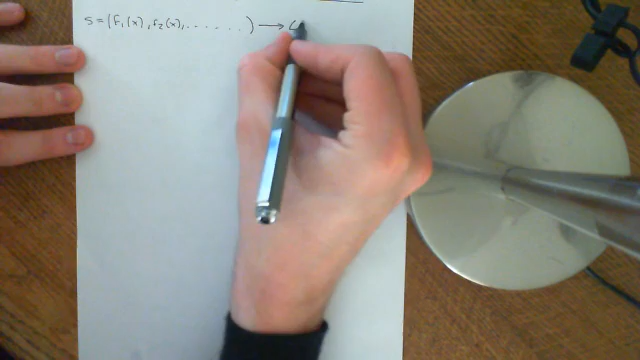 S = (f₁(x), f₂(x), . . . . . . ) ⟶